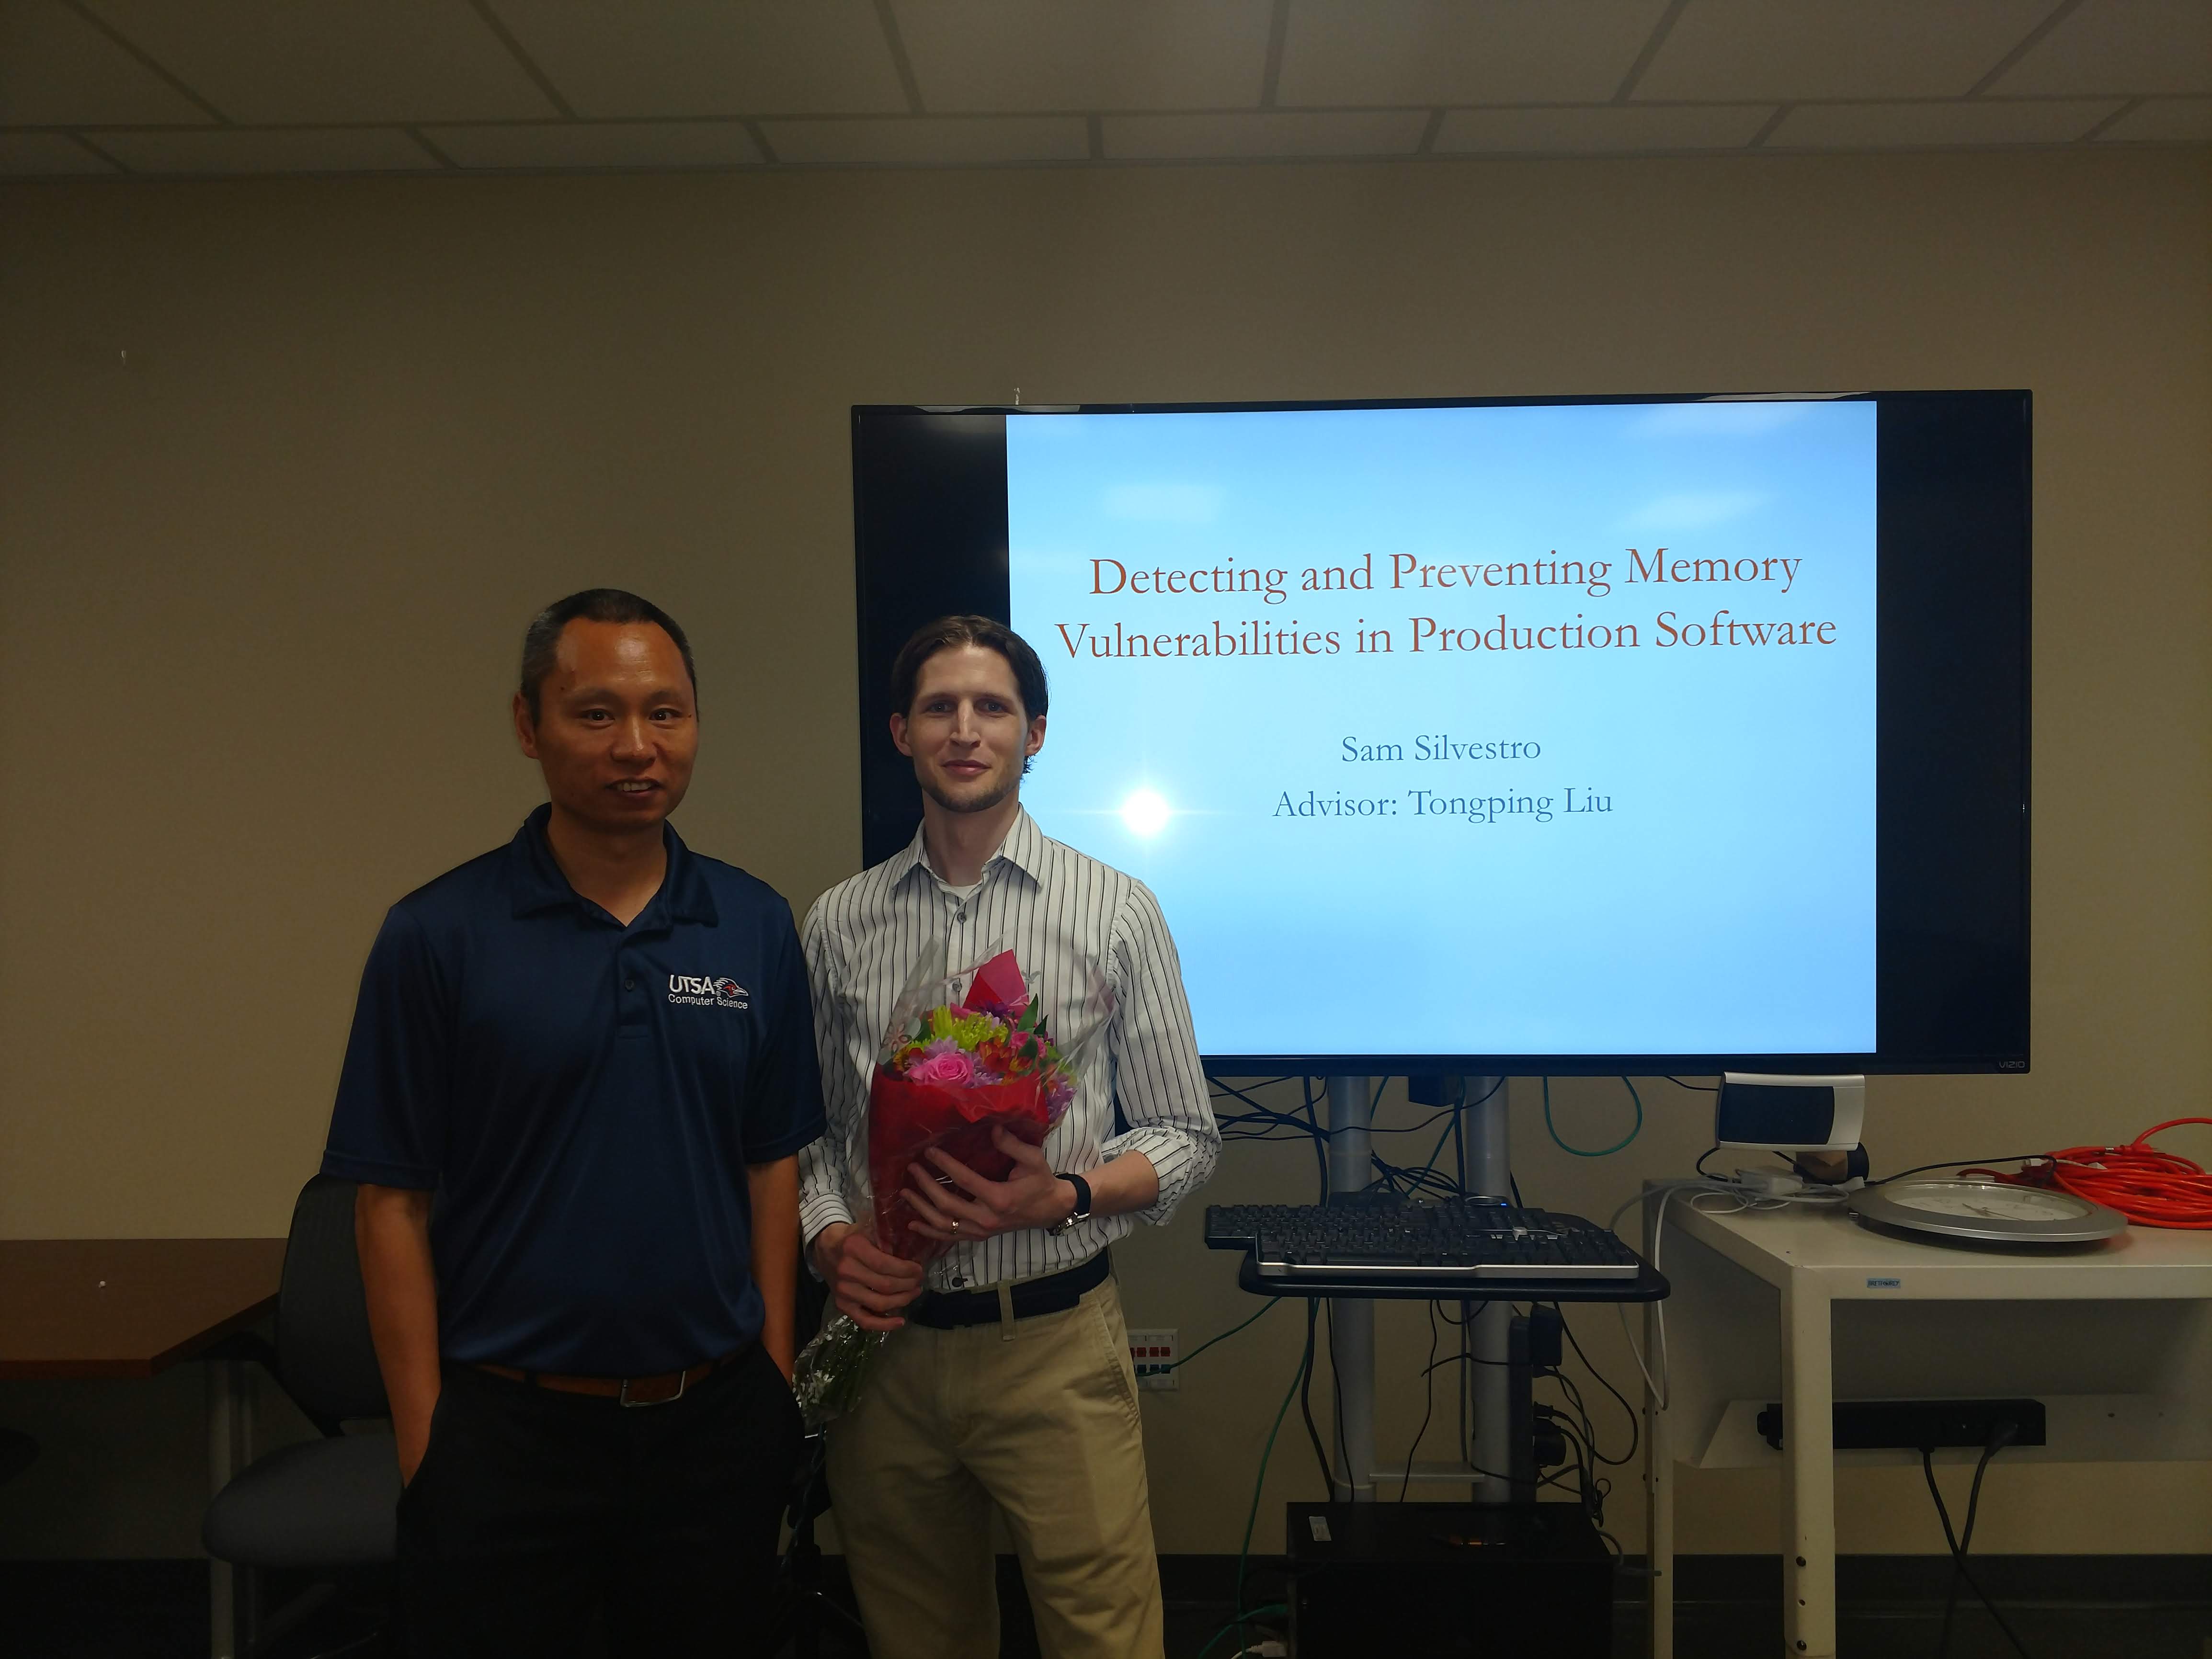 Detecting and Preventing Memory
Vulnerabilities in Production Software
Sam Silvestro
Advisor: Tongping Liu
UTSA
Computer Science
VIZIO